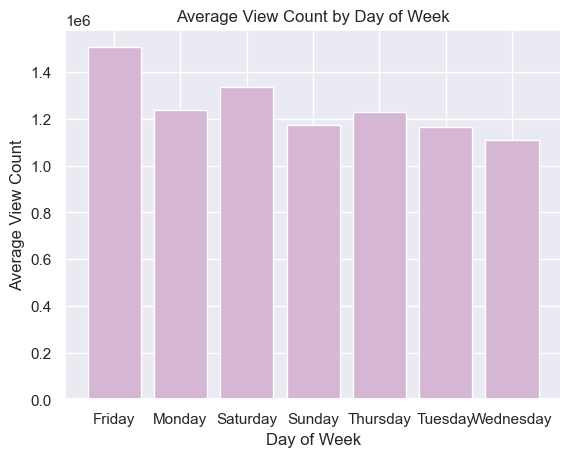 Average View Count by Day of Week
1e6
1.4
1.2
1.0
0.8
0.6
0.4
0.2
0.0
Average View Count
Friday Monday Saturday Sunday Thursday Tuesday Wednesday
Day of Week